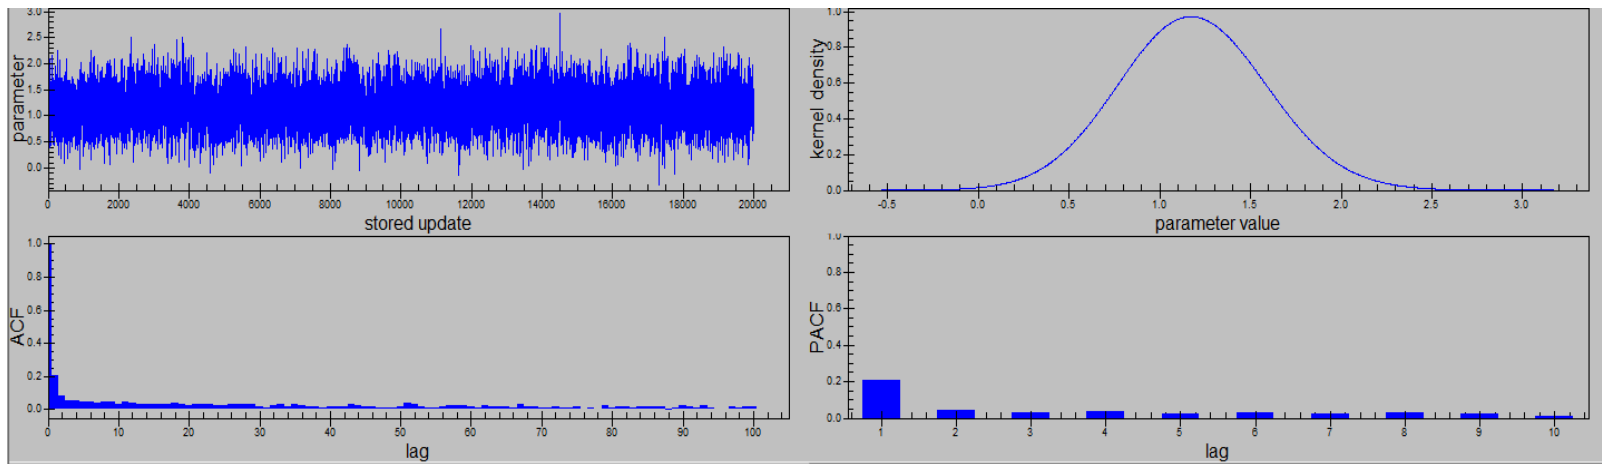 parameter
3.0
2.5
2.0
1.5
1.0
0.5
0.0
0 2000 4000 6000 8000 10000 12000 14000 16000 18000 20000
stored update
kernel density
1.0
0.8
0.6
0.4
0.2
0.0
-0.5 0.0 0.5 1.0 1.5 2.0 2.5 3.0
parameter value
ACF
1.0
0.8
0.6
0.4
0.2
0.0
0 10 20 30 40 50 60 70 80 90 100
lag
PACF
1.0
0.8
0.6
0.4
0.2
0.0
1 2 3 4 5 6 7 8 9 10
lag